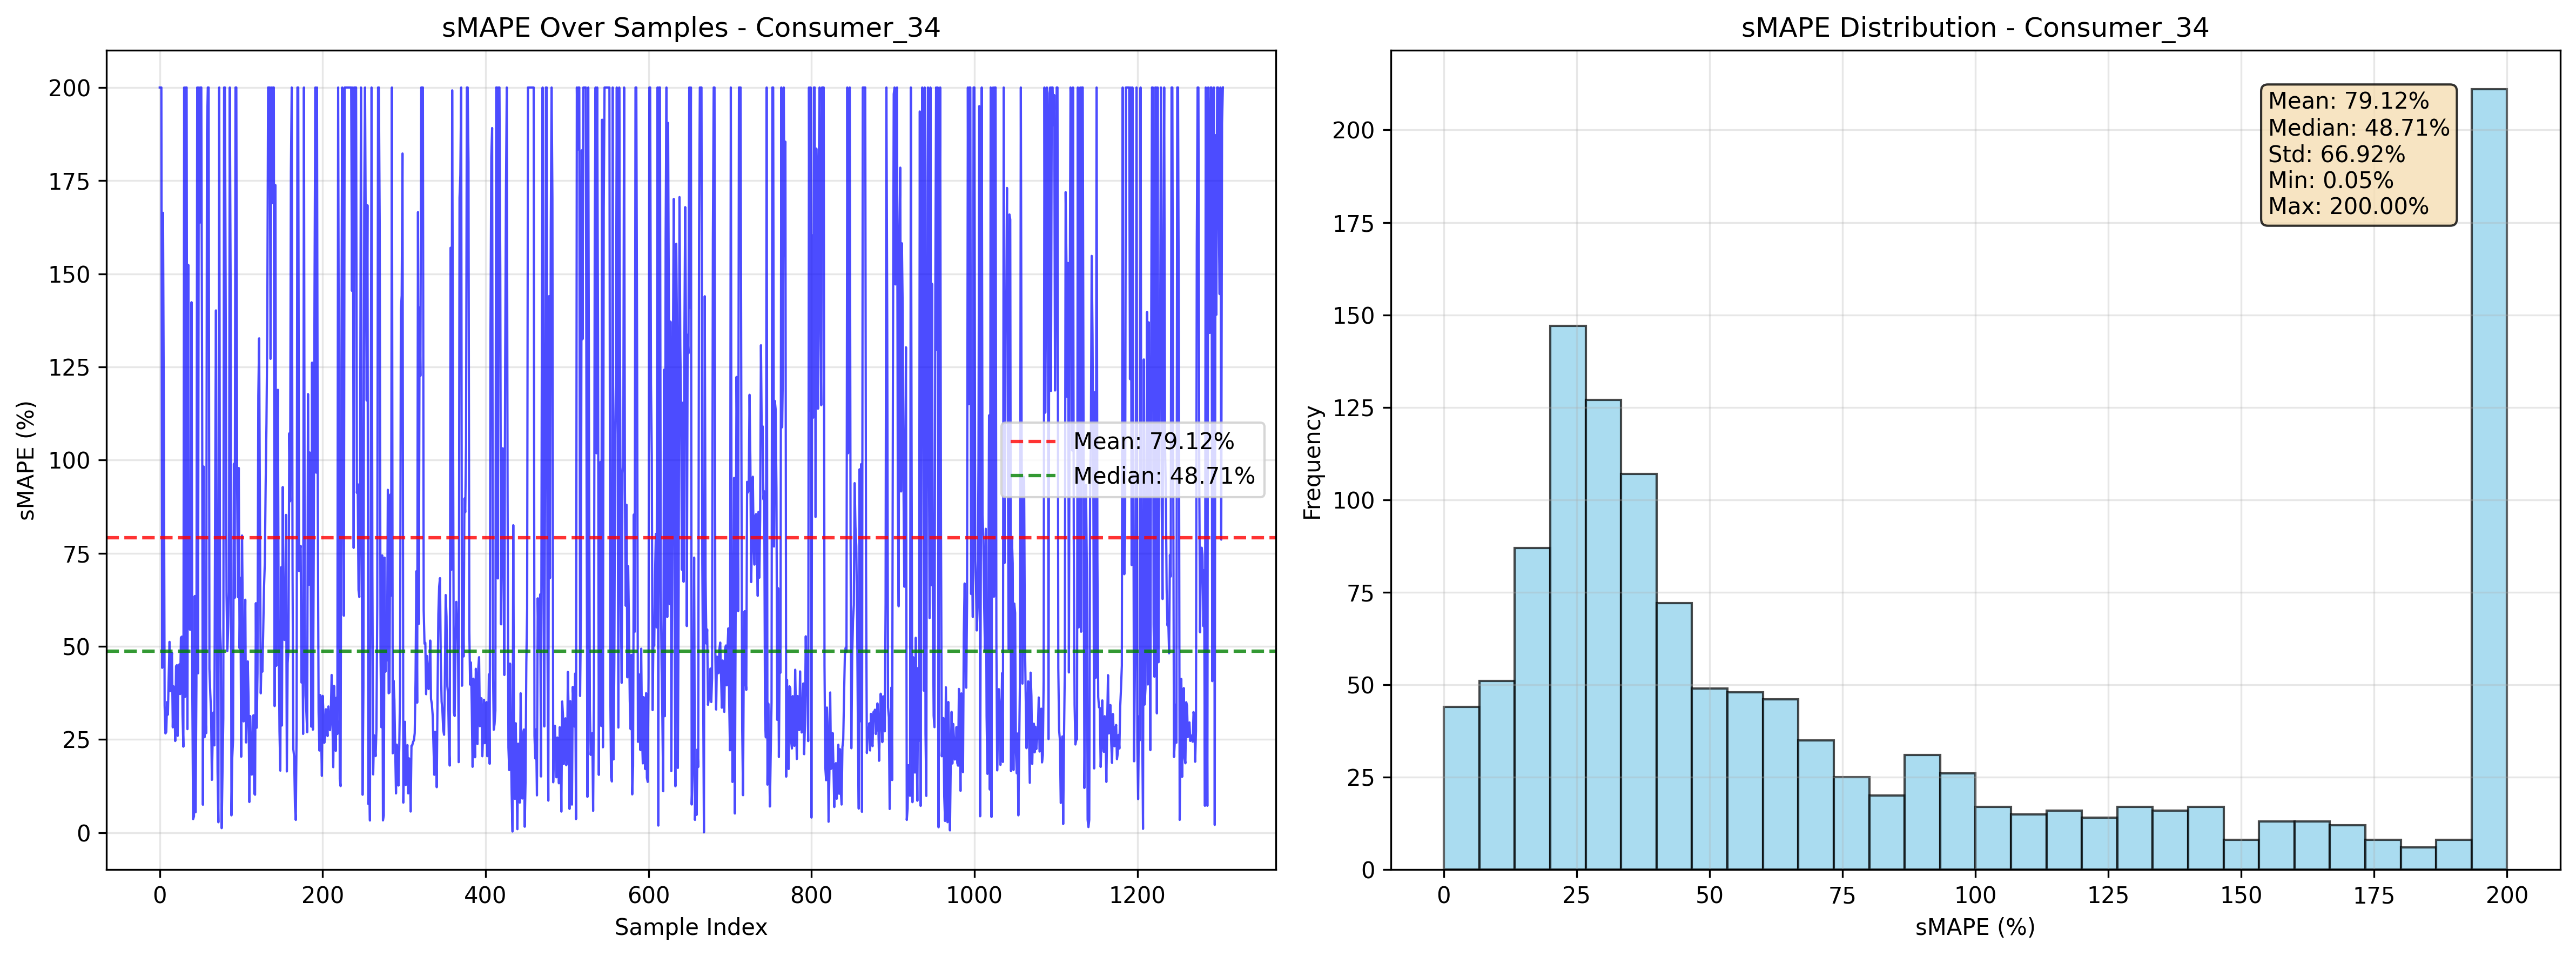 sMAPE Over Samples - Consumer_34
sMAPE (%)
200
175
150
125
100
75
50
25
0
0 200 400 600 800 1000 1200
Sample Index
Mean: 79.12%
Median: 48.71%
sMAPE Distribution - Consumer_34
Frequency
200
175
150
125
100
75
50
25
0
0 25 50 75 100 125 150 175 200
sMAPE (%)
Mean: 79.12%
Median: 48.71%
Std: 66.92%
Min: 0.05%
Max: 200.00%